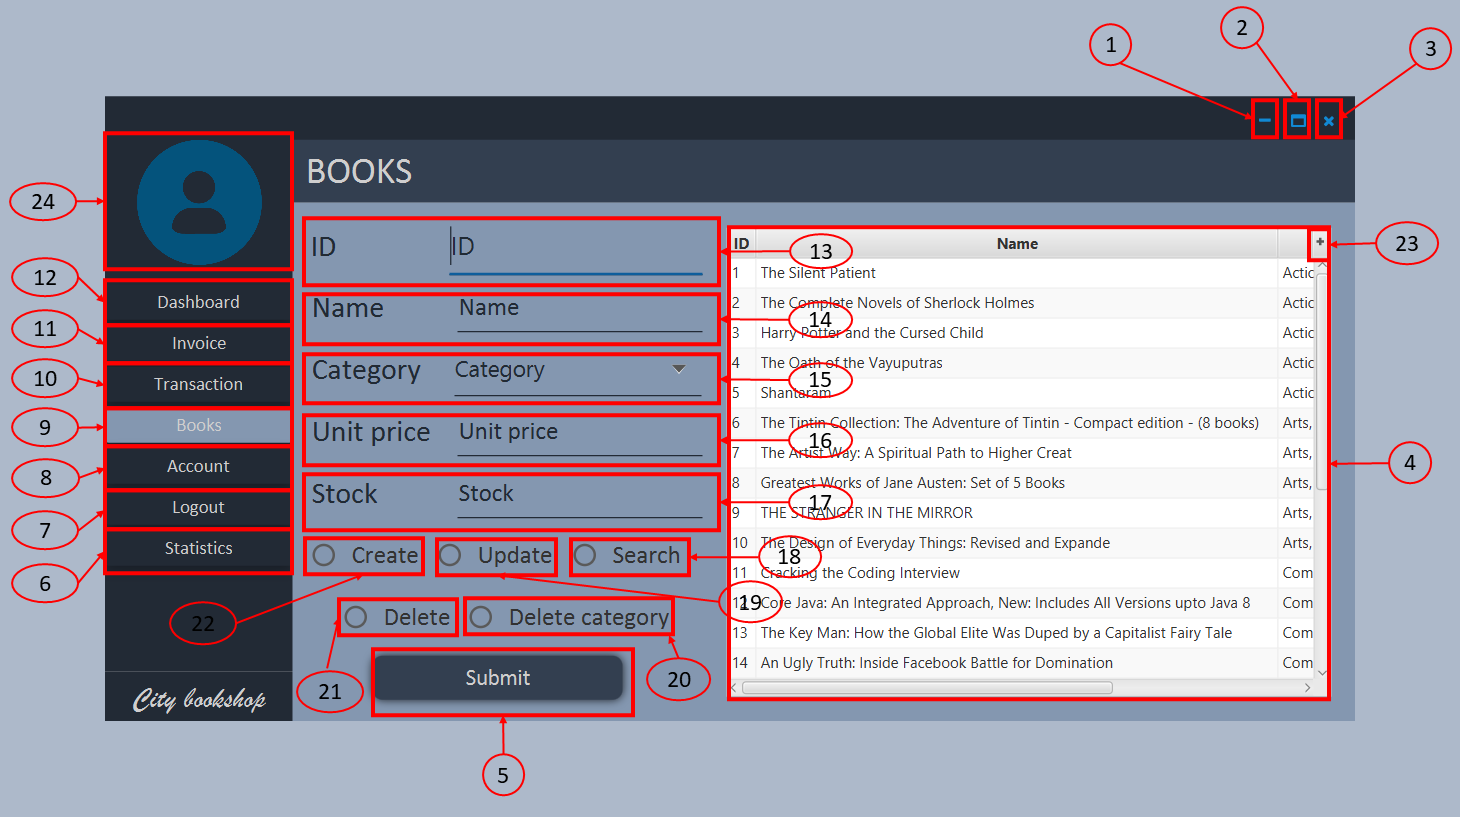 1
2
3
24
BOOKS
ID
ID
13
ID
Name
+
23
1
The Silent Patient
Actic
12
Dashboard
Name
Name
14
2
The Complete Novels of Sherlock Holmes
Actic
11
Invoice
3
Harry Potter and the Cursed Child
Actic
10
Transaction
Category
Category
15
4
The Oath of the Vayuputras
Actic
5
Shantaram
Actic
9
Books
Unit price
Unit price
16
6
The Tintin Collection: The Adventure of Tintin - Compact edition - (8 books)
Arts,
7
The Artist Way: A Spiritual Path to Higher Creat
Arts,
4
8
Account
8
Greatest Works of Jane Austen: Set of 5 Books
Arts,
7
Logout
Stock
Stock
17
9
THE STRANGER IN THE MIRROR
Arts,
6
Statistics
Create
Update
Search
18
10
The Design of Everyday Things: Revised and Expande
Arts,
11
Cracking the Coding Interview
Com
22
Delete
Delete category
19
12
Core Java: An Integrated Approach, New: Includes All Versions upto Java 8
Com
13
The Key Man: How the Global Elite Was Duped by a Capitalist Fairy Tale
Com
14
An Ugly Truth: Inside Facebook Battle for Domination
Com
21
Submit
20
City bookshop
5